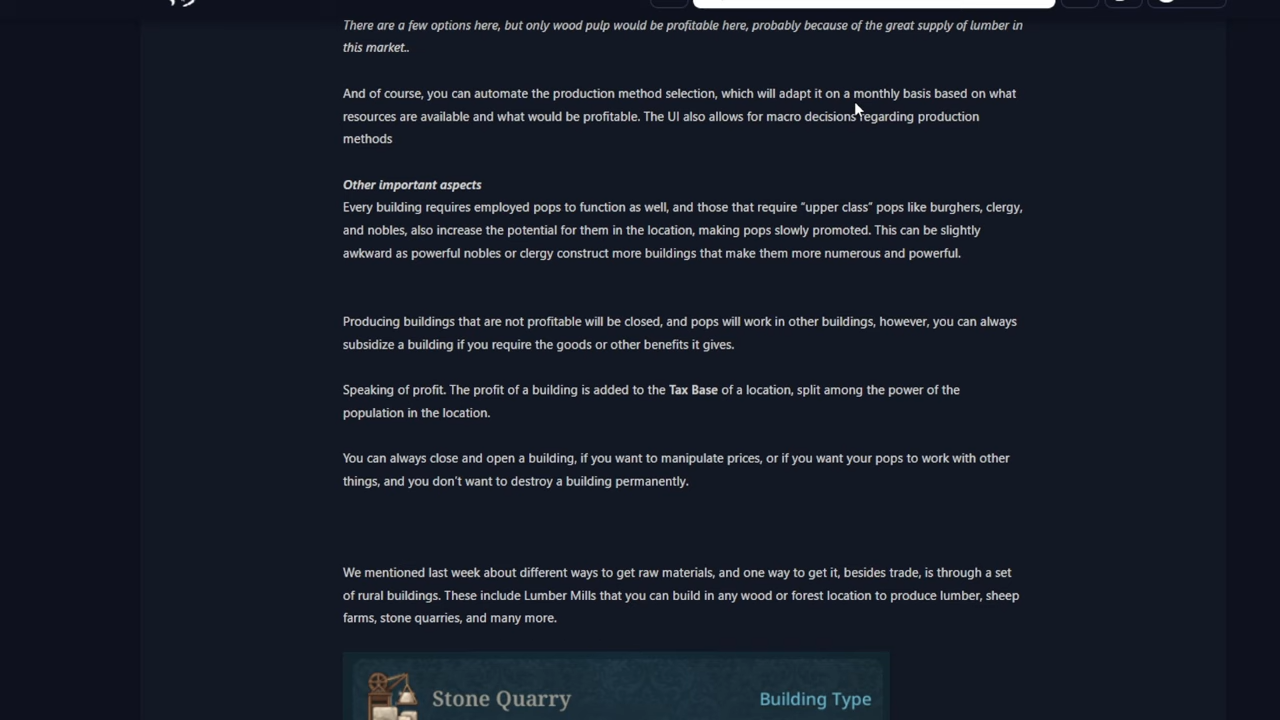 There are a few options here, but only wood pulp would be profitable here, probably because of the great supply of lumber in
this market..
And of course, you can automate the production method selection, which will adapt it on a monthly basis based on what
resources are available and what would be profitable. The UI also allows for macro decisions regarding production
methods
Other important aspects
Every building requires employed pops to function as well, and those that require “upper class” pops like burghers, clergy,
and nobles, also increase the potential for them in the location, making pops slowly promoted. This can be slightly
awkward as powerful nobles or clergy construct more buildings that make them more numerous and powerful.
Producing buildings that are not profitable will be closed, and pops will work in other buildings, however, you can always
subsidize a building if you require the goods or other benefits it gives.
Speaking of profit. The profit of a building is added to the Tax Base of a location, split among the power of the
population in the location.
You can always close and open a building, if you want to manipulate prices, or if you want your pops to work with other
things, and you don’t want to destroy a building permanently.
We mentioned last week about different ways to get raw materials, and one way to get it, besides trade, is through a set
of rural buildings. These include Lumber Mills that you can build in any wood or forest location to produce lumber, sheep
farms, stone quarries, and many more.
Stone Quarry Building Type